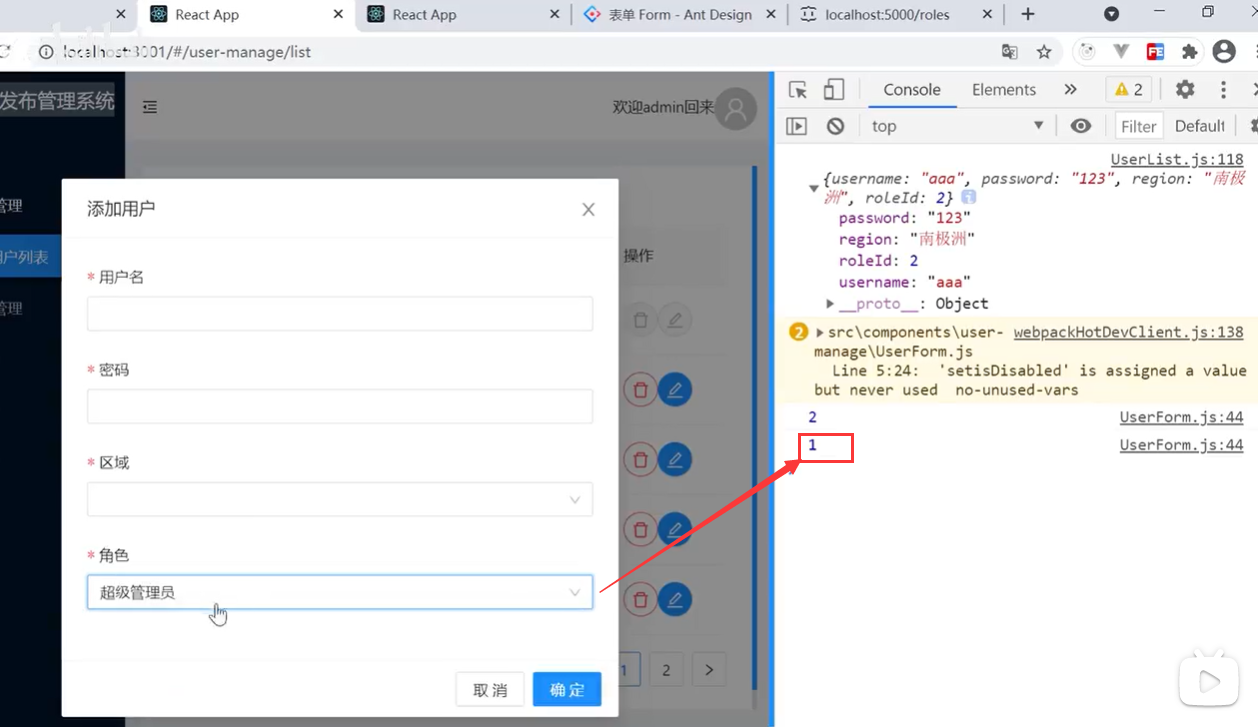 React App
React App
表单 Form - Ant Design
localhost:5000/roles
localhost:3001/#/user-manage/list
发布管理系统
欢迎admin回来
管理
用户列表
管理
操作
添加用户
* 用户名
* 密码
* 区域
* 角色
超级管理员
取 消
确 定
1
2
Console
Elements
2
top
Filter
Default
UserList.js:118
{username: "aaa", password: "123", region: "南极
洲", roleId: 2}
password: "123"
region: "南极洲"
roleId: 2
username: "aaa"
__proto__: Object
2
src\components\user- webpackHotDevClient.js:138
manage\UserForm.js
Line 5:24: 'setisDisabled' is assigned a value
but never used no-unused-vars
2 UserForm.js:44
1 UserForm.js:44